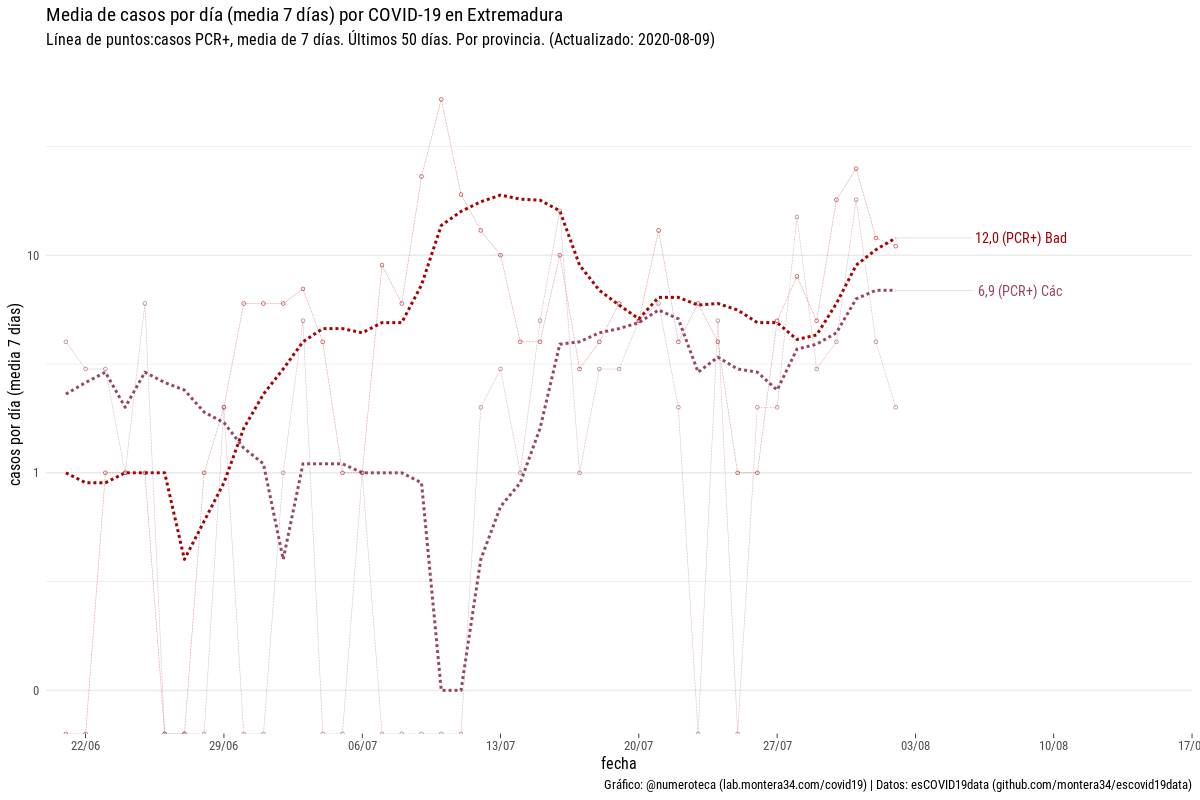 Media de casos por día (media 7 días) por COVID-19 en Extremadura
Línea de puntos:casos PCR+, media de 7 días. Últimos 50 días. Por provincia. (Actualizado: 2020-08-09)
casos por día (media 7 días)
10
1
0
12,0 (PCR+) Bad
6,9 (PCR+) Các
22/06
29/06
06/07
13/07
20/07
27/07
03/08
10/08
17/0
fecha
Gráfico: @numeroteca (lab.montera34.com/covid19) | Datos: esCOVID19data (github.com/montera34/escovid19data)